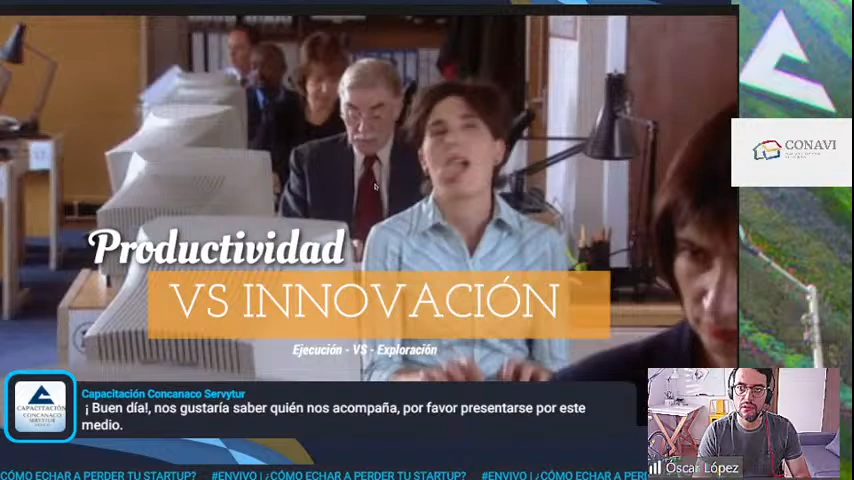 CONAVI
Productividad
VS INNOVACIÓN
Ejecución - VS - Exploración
CAPACITACIÓN
CONCANACO
SERVYTUR
Capacitación Concanaco Servytur
¡ Buen día!, nos gustaría saber quién nos acompaña, por favor presentarse por este
medio.
Óscar López
CÓMO ECHAR A PERDER TU STARTUP? #ENVIVO | ¿CÓMO ECHAR A PERDER TU STARTUP? #ENVIVO | ¿CÓMO ECHAR A PERDER